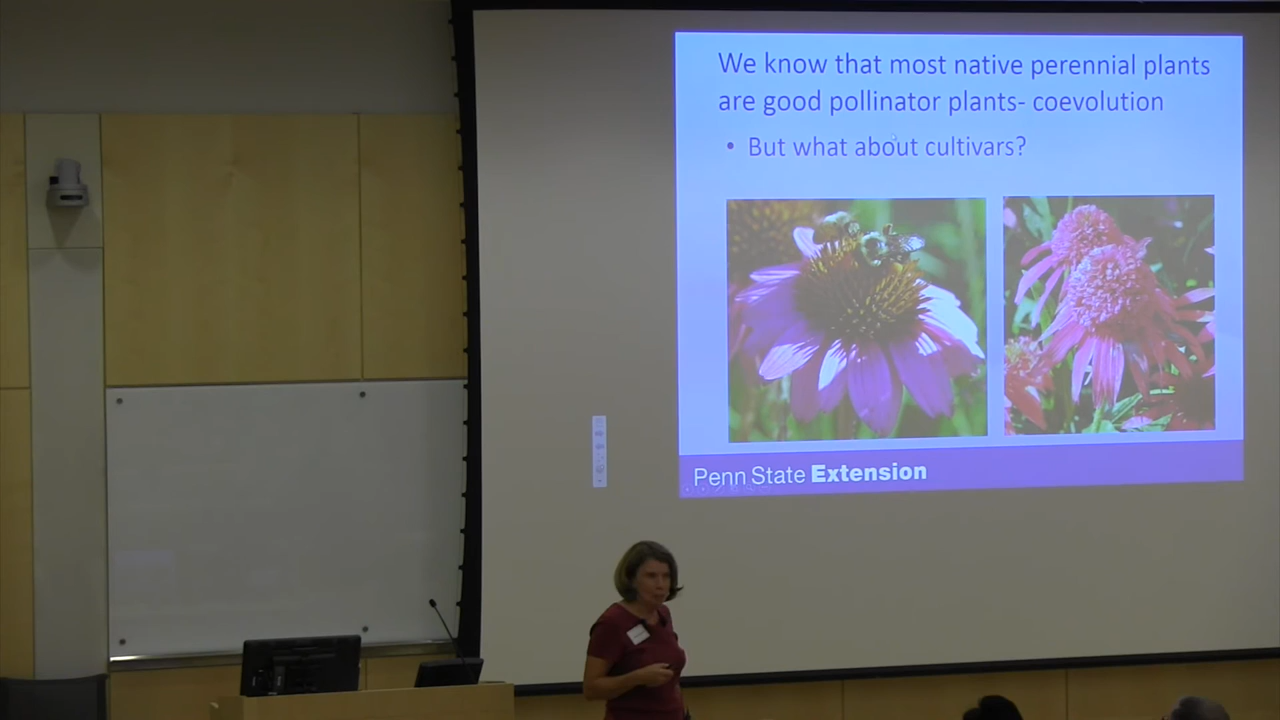 We know that most native perennial plants
are good pollinator plants- coevolution
• But what about cultivars?
Penn State Extension